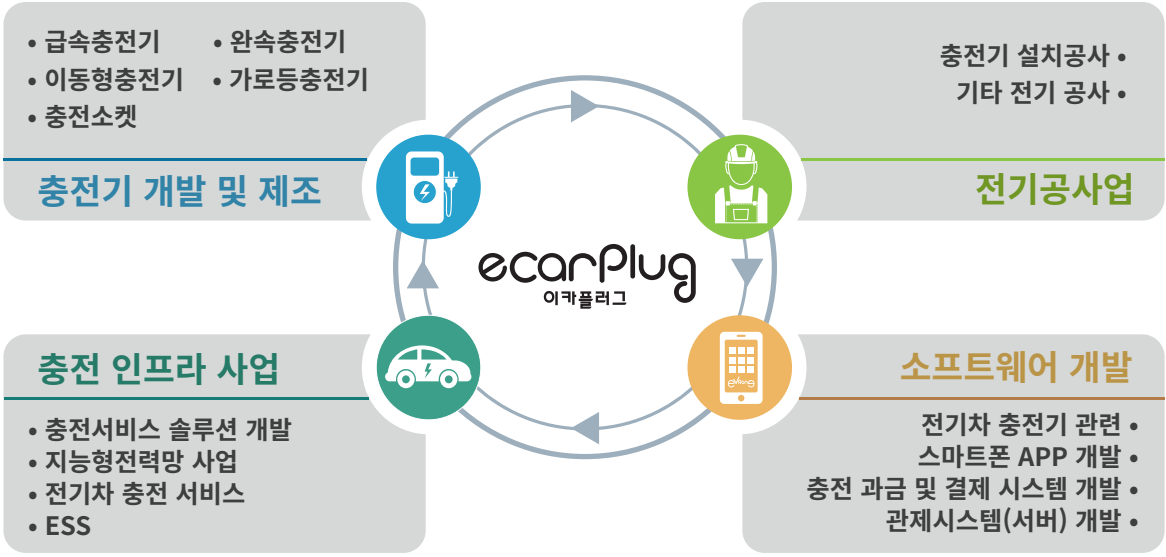 • 급속충전기 • 완속충전기
• 이동형충전기 • 가로등충전기
• 충전소켓
충전기 개발 및 제조
충전기 설치공사 •
기타 전기 공사 •
전기공사업
ecarPlug
이카플러그
충전 인프라 사업
• 충전서비스 솔루션 개발
• 지능형전력망 사업
• 전기차 충전 서비스
• ESS
소프트웨어 개발
전기차 충전기 관련 •
스마트폰 APP 개발 •
충전 과금 및 결제 시스템 개발 •
관제시스템(서버) 개발 •